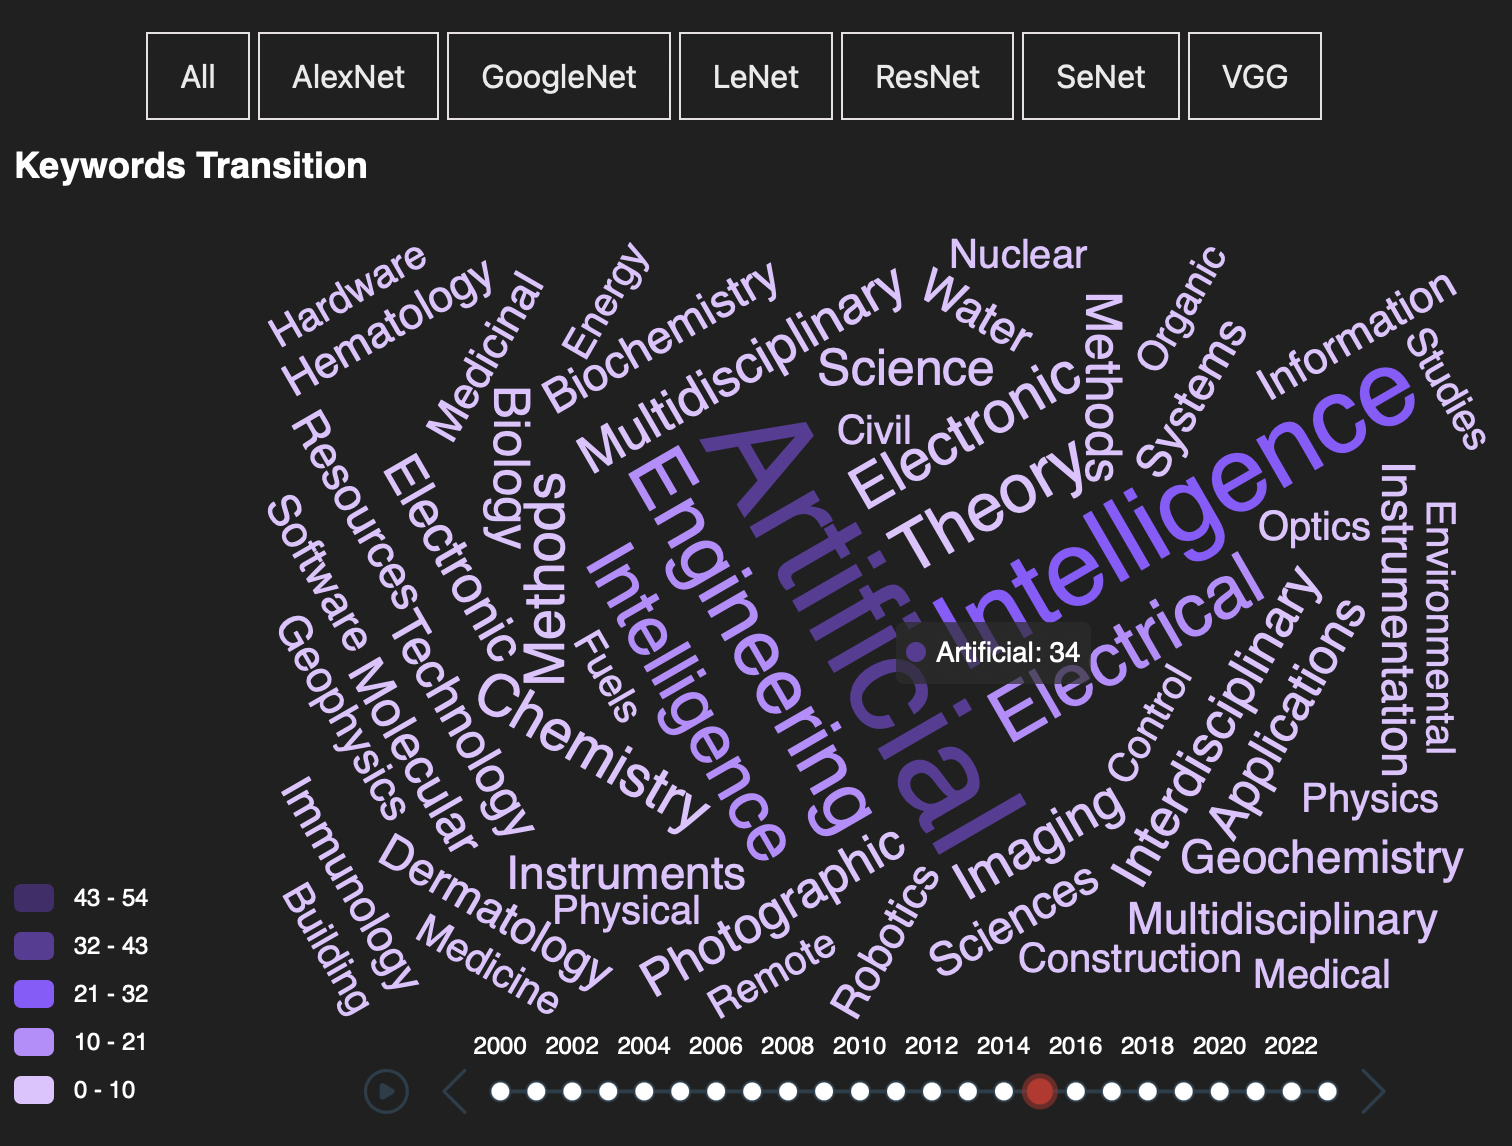 All AlexNet GoogleNet LeNet ResNet SeNet VGG
Keywords Transition
Nuclear
Hardware
Hematology
Medicinal
Energy
Biochemistry
Multidisciplinary
Water
Science
Methods
Organic
Systems
Information
Studies
Civil
Electronic
Biology
Resources
Electronic
Methods
Engineering
Artificial
Theory
Intelligence
Optics
Instrumentation
Environmental
Software
Intelligence
Electrical
Artificial: 34
Fuels
Technology
Geophysics
Molecular
Chemistry
Control
Interdisciplinary
Applications
Physics
Immunology
Dermatology
Instruments
Physical
Photographic
Imaging
Geochemistry
Building
Medicine
Remote
Robotics
Sciences
Multidisciplinary
Construction
Medical
43 - 54
32 - 43
21 - 32
10 - 21
0 - 10
2000 2002 2004 2006 2008 2010 2012 2014 2016 2018 2020 2022